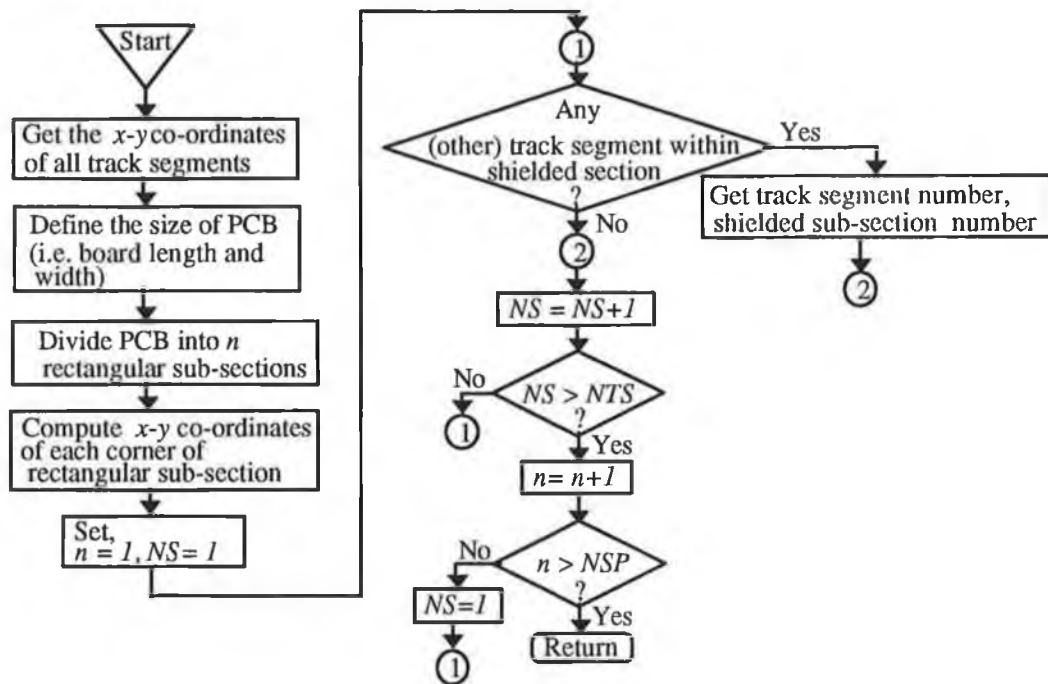 Start
Get the x-y co-ordinates
of all track segments
Define the size of PCB
(i.e. board length and
width)
Divide PCB into n
rectangular sub-sections
Compute x-y co-ordinates
of each corner of
rectangular sub-section
Set,
n = 1, NS= 1
1
Any
(other) track segment within
shielded section
?
Yes
Get track segment number,
shielded sub-section number
2
No
2
NS = NS+1
NS > NTS
?
No
1
Yes
n= n+1
n > NSP
?
No
NS=1
1
Yes
Return